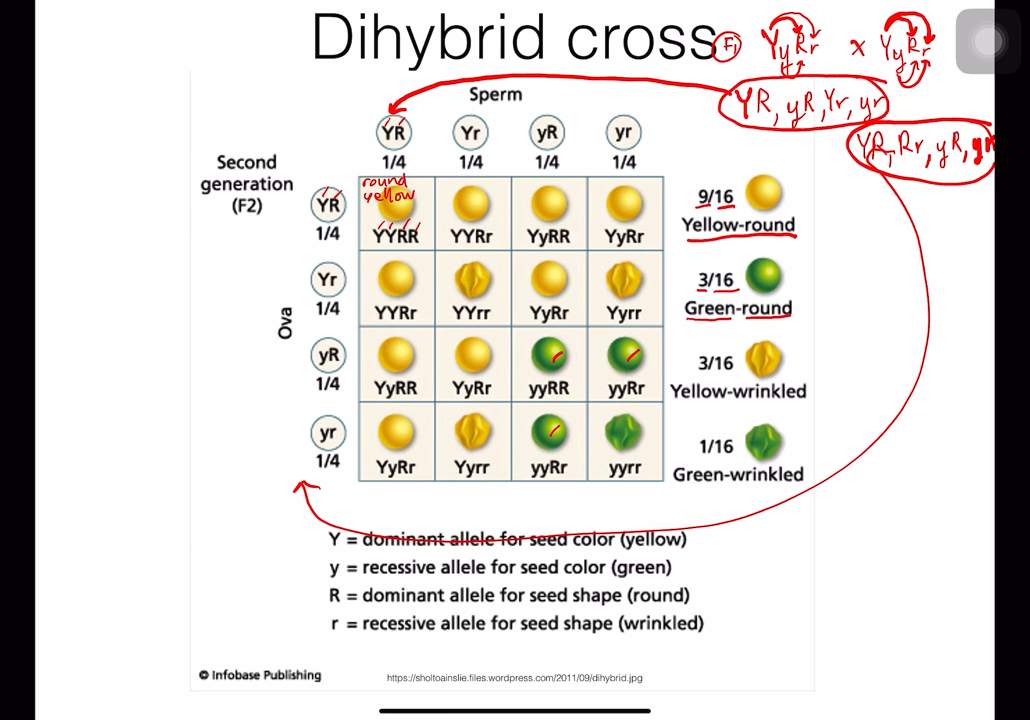 Dihybrid cross
F1 YyRr x YyRr
YR, yR, Yr, yr
YR, Rr, yR, yr
Sperm
YR Yr yR yr
1/4 1/4 1/4 1/4
Second
generation
(F2)
Ova
YR
1/4
round
yellow
YYRR YYRr YyRR YyRr
Yr
1/4
YYRr YYrr YyRr Yyrr
yR
1/4
YyRR YyRr yyRR yyRr
yr
1/4
YyRr Yyrr yyRr yyrr
9/16
Yellow-round
3/16
Green-round
3/16
Yellow-wrinkled
1/16
Green-wrinkled
Y = dominant allele for seed color (yellow)
y = recessive allele for seed color (green)
R = dominant allele for seed shape (round)
r = recessive allele for seed shape (wrinkled)
© Infobase Publishing
https://sholtoainslie.files.wordpress.com/2011/09/dihybrid.jpg